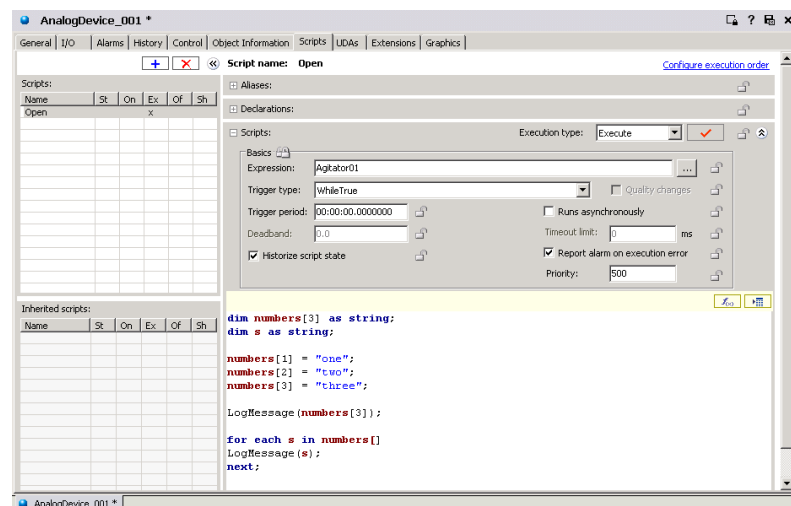 AnalogDevice_001 *
General I/O Alarms History Control Object Information Scripts UDAs Extensions Graphics
Script name: Open Configure execution order
Scripts:
Name St On Ex Of Sh
Open x
Aliases:
Declarations:
Scripts: Execution type: Execute
Basics
Expression: Agitator01 ...
Trigger type: WhileTrue Quality changes
Trigger period: 00:00:00.0000000 Runs asynchronously
Deadband: 0.0 Timeout limit: 0 ms
Historize script state Report alarm on execution error
Priority: 500
Inherited scripts:
Name St On Ex Of Sh
dim numbers[3] as string;
dim s as string;
numbers[1] = "one";
numbers[2] = "two";
numbers[3] = "three";
LogMessage(numbers[3]);
for each s in numbers[]
LogMessage(s);
next;
AnalogDevice_001 *